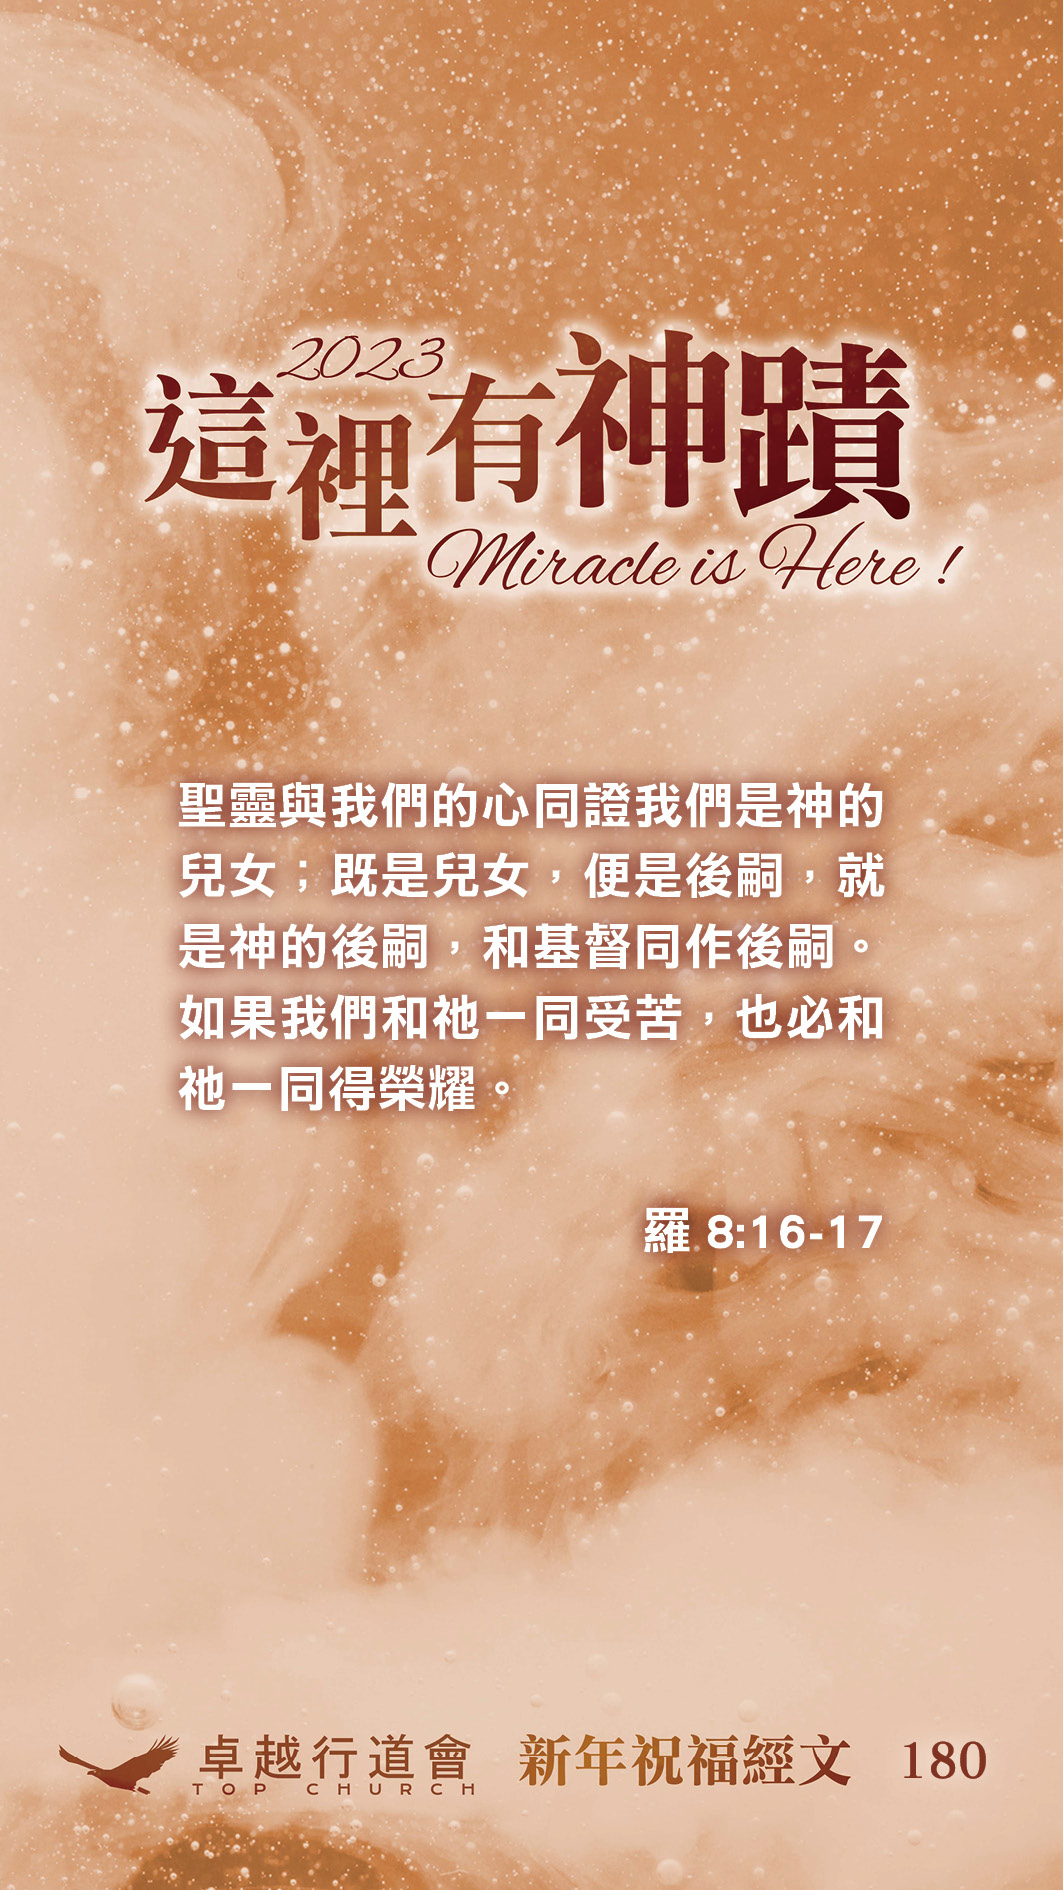 2023
這裡有神蹟
Miracle is Here !
聖靈與我們的心同證我們是神的
兒女；既是兒女，便是後嗣，就
是神的後嗣，和基督同作後嗣。
如果我們和祂一同受苦，也必和
祂一同得榮耀。
羅 8:16-17
卓越行道會 新年祝福經文 180
TOP CHURCH